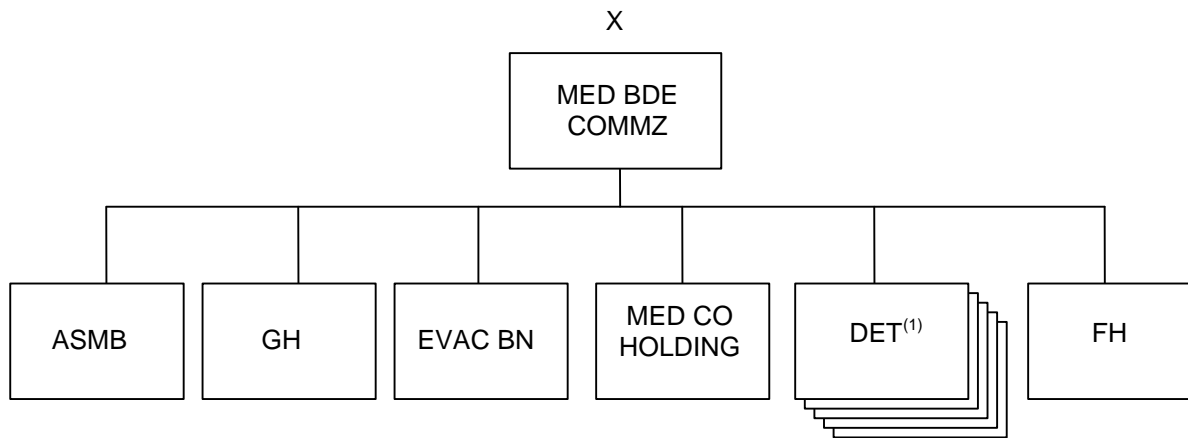 X
MED BDE
COMMZ
ASMB
GH
EVAC BN
MED CO
HOLDING
DET(1)
FH